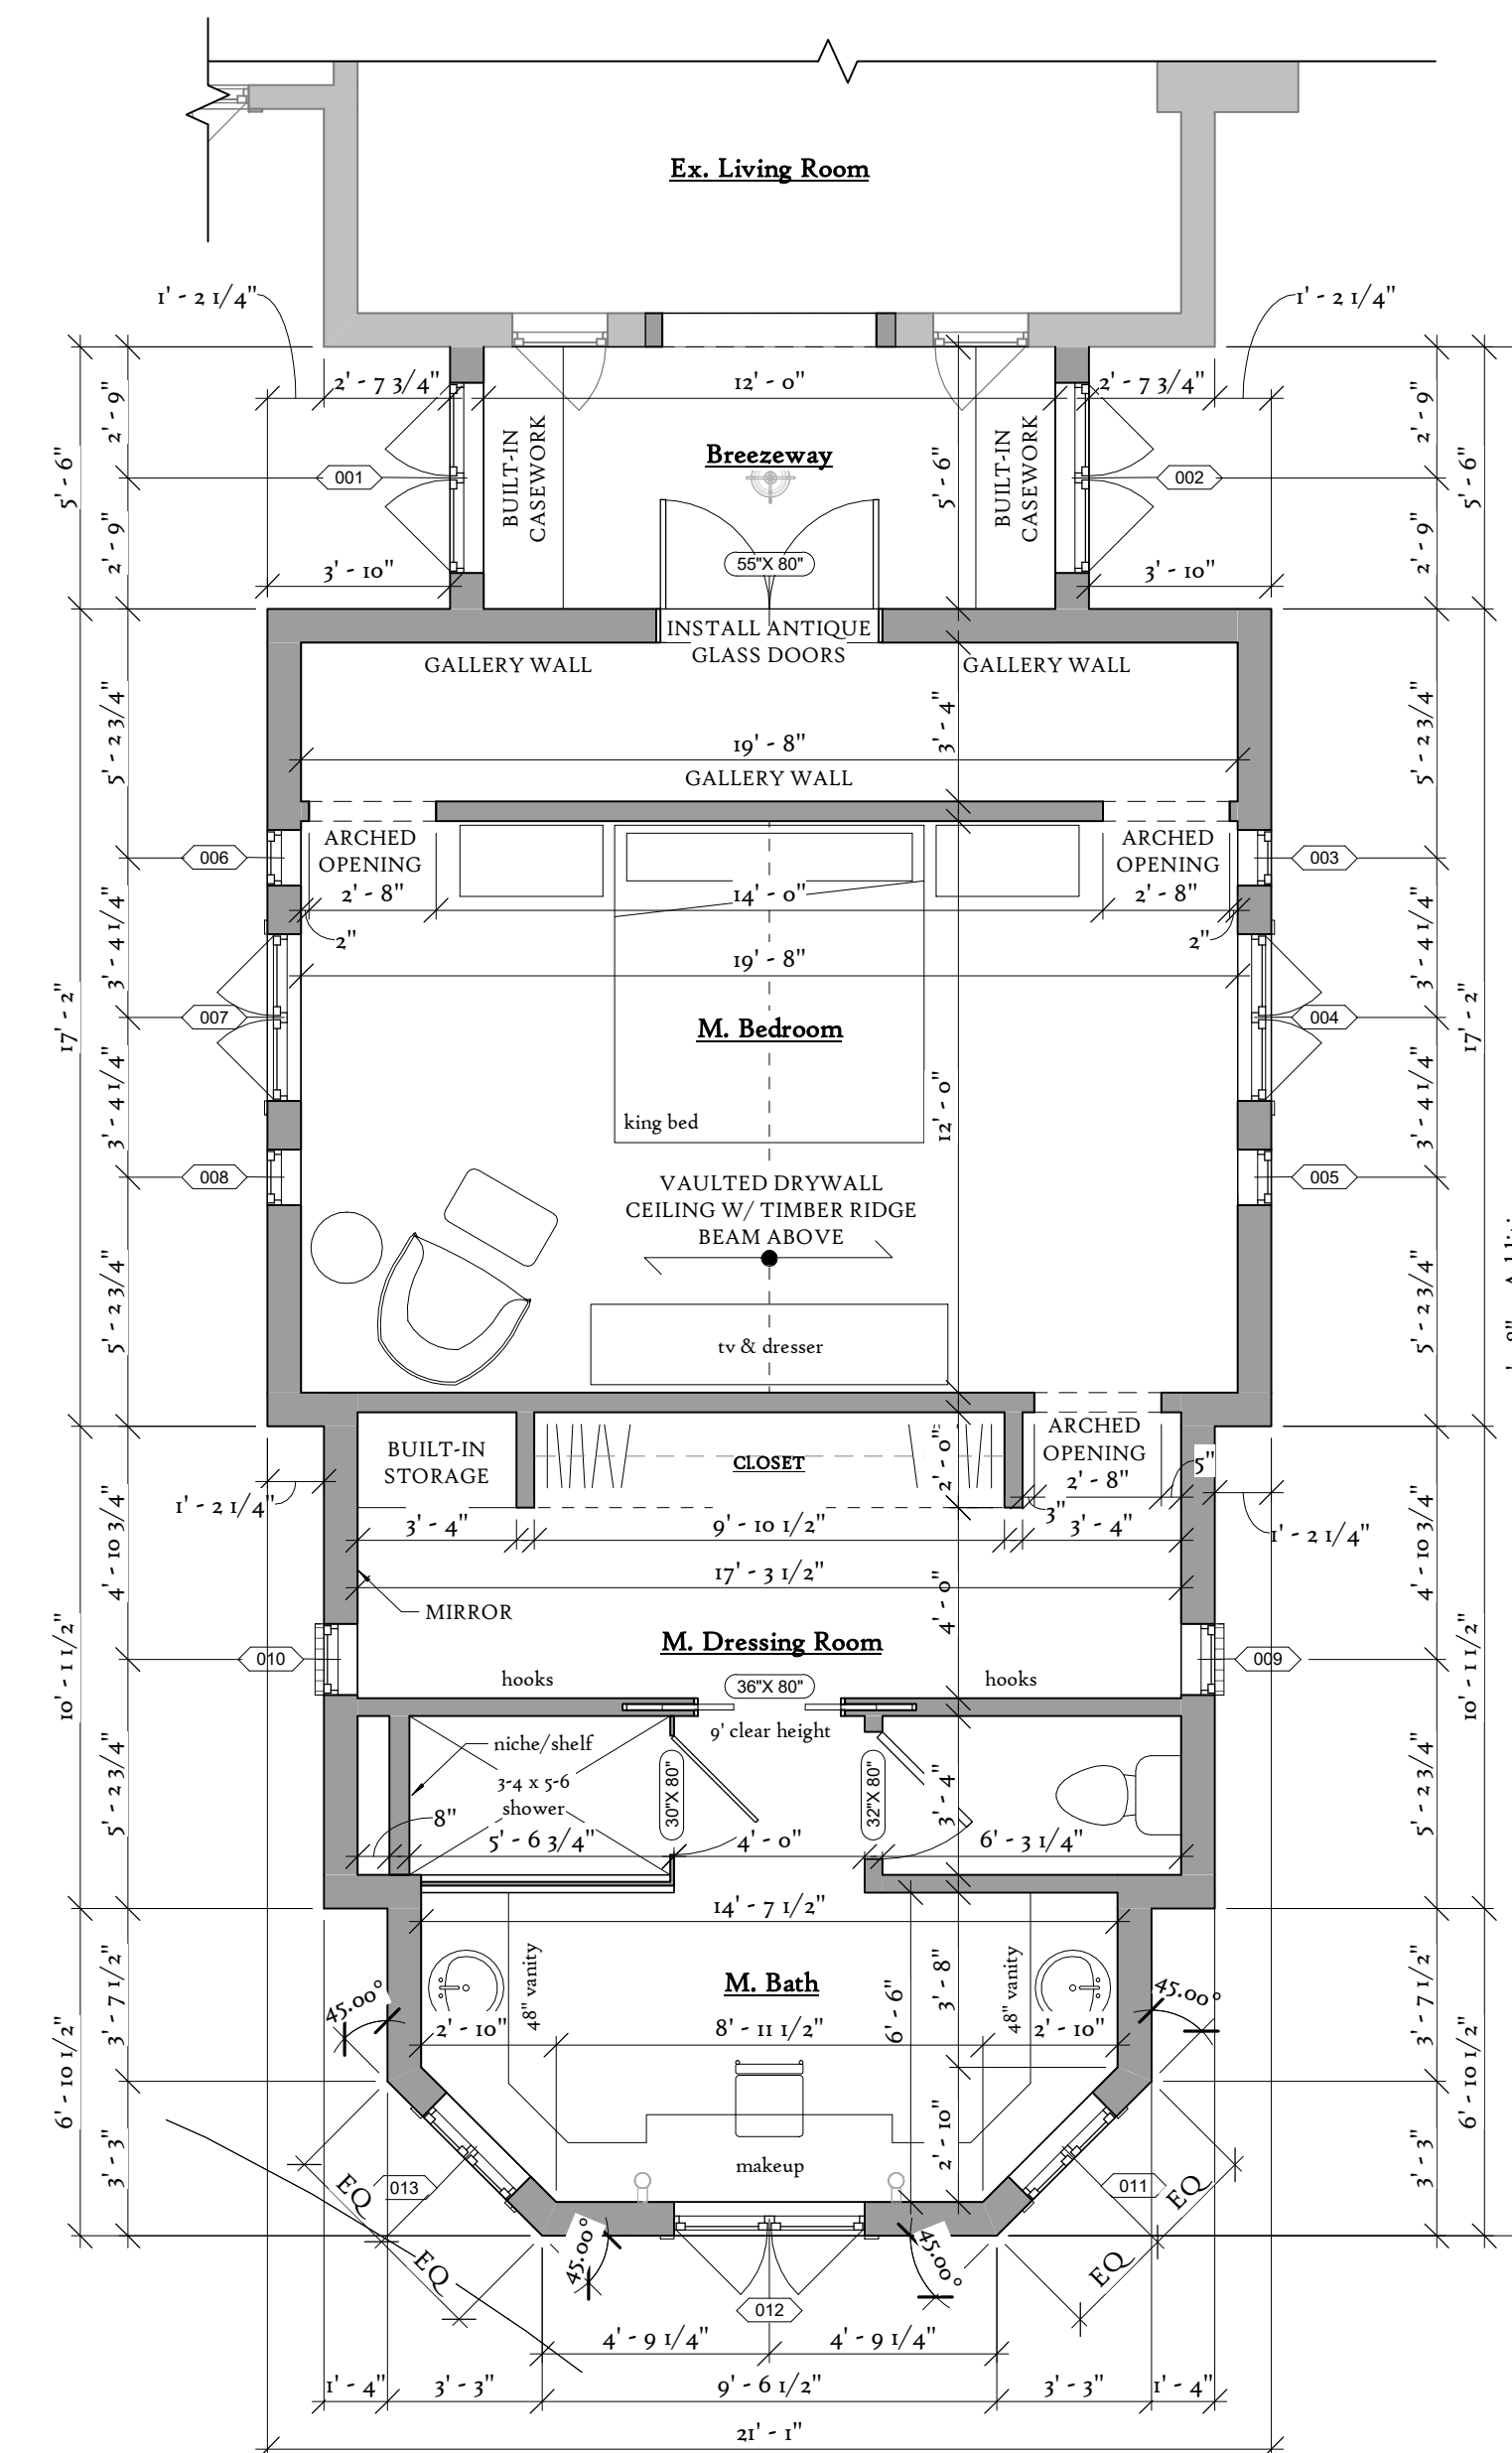 Ex. Living Room
1' - 2 1/4"
1' - 2 1/4"
2' - 7 3/4"
12' - 0"
2' - 7 3/4"
2' - 9"
2' - 9"
5' - 6"
BUILT-IN
CASEWORK
Breezeway
5' - 6"
BUILT-IN
CASEWORK
5' - 6"
001
002
2' - 9"
2' - 9"
55"X 80"
3' - 10"
3' - 10"
INSTALL ANTIQUE
GLASS DOORS
GALLERY WALL
GALLERY WALL
5' - 2 3/4"
3' - 4"
5' - 2 3/4"
19' - 8"
GALLERY WALL
ARCHED
OPENING
2' - 8"
ARCHED
OPENING
2' - 8"
006
003
14' - 0"
2"
2"
3' - 4 1/4"
3' - 4 1/4"
19' - 8"
17' - 2"
17' - 2"
007
M. Bedroom
004
3' - 4 1/4"
12' - 0"
3' - 4 1/4"
king bed
008
005
VAULTED DRYWALL
CEILING W/ TIMBER RIDGE
BEAM ABOVE
5' - 2 3/4"
5' - 2 3/4"
tv & dresser
BUILT-IN
STORAGE
CLOSET
2' - 0"
ARCHED
OPENING
2' - 8"
5"
3"
1' - 2 1/4"
1' - 2 1/4"
3' - 4"
9' - 10 1/2"
3' - 4"
4' - 10 3/4"
4' - 10 3/4"
17' - 3 1/2"
4' - 0"
MIRROR
10' - 1 1/2"
10' - 1 1/2"
M. Dressing Room
010
009
hooks
36"X 80"
hooks
9' clear height
niche/shelf
3-4 x 5-6
shower
30"X 80"
32"X 80"
3' - 4"
5' - 2 3/4"
5' - 2 3/4"
8"
5' - 6 3/4"
4' - 0"
6' - 3 1/4"
14' - 7 1/2"
M. Bath
48" vanity
48" vanity
3' - 8"
6' - 6"
3' - 7 1/2"
3' - 7 1/2"
45.00°
45.00°
2' - 10"
8' - 11 1/2"
2' - 10"
6' - 10 1/2"
6' - 10 1/2"
2' - 10"
makeup
3' - 3"
3' - 3"
013
011
EQ
EQ
EQ
EQ
45.00°
45.00°
012
4' - 9 1/4"
4' - 9 1/4"
1' - 4"
3' - 3"
9' - 6 1/2"
3' - 3"
1' - 4"
21' - 1"